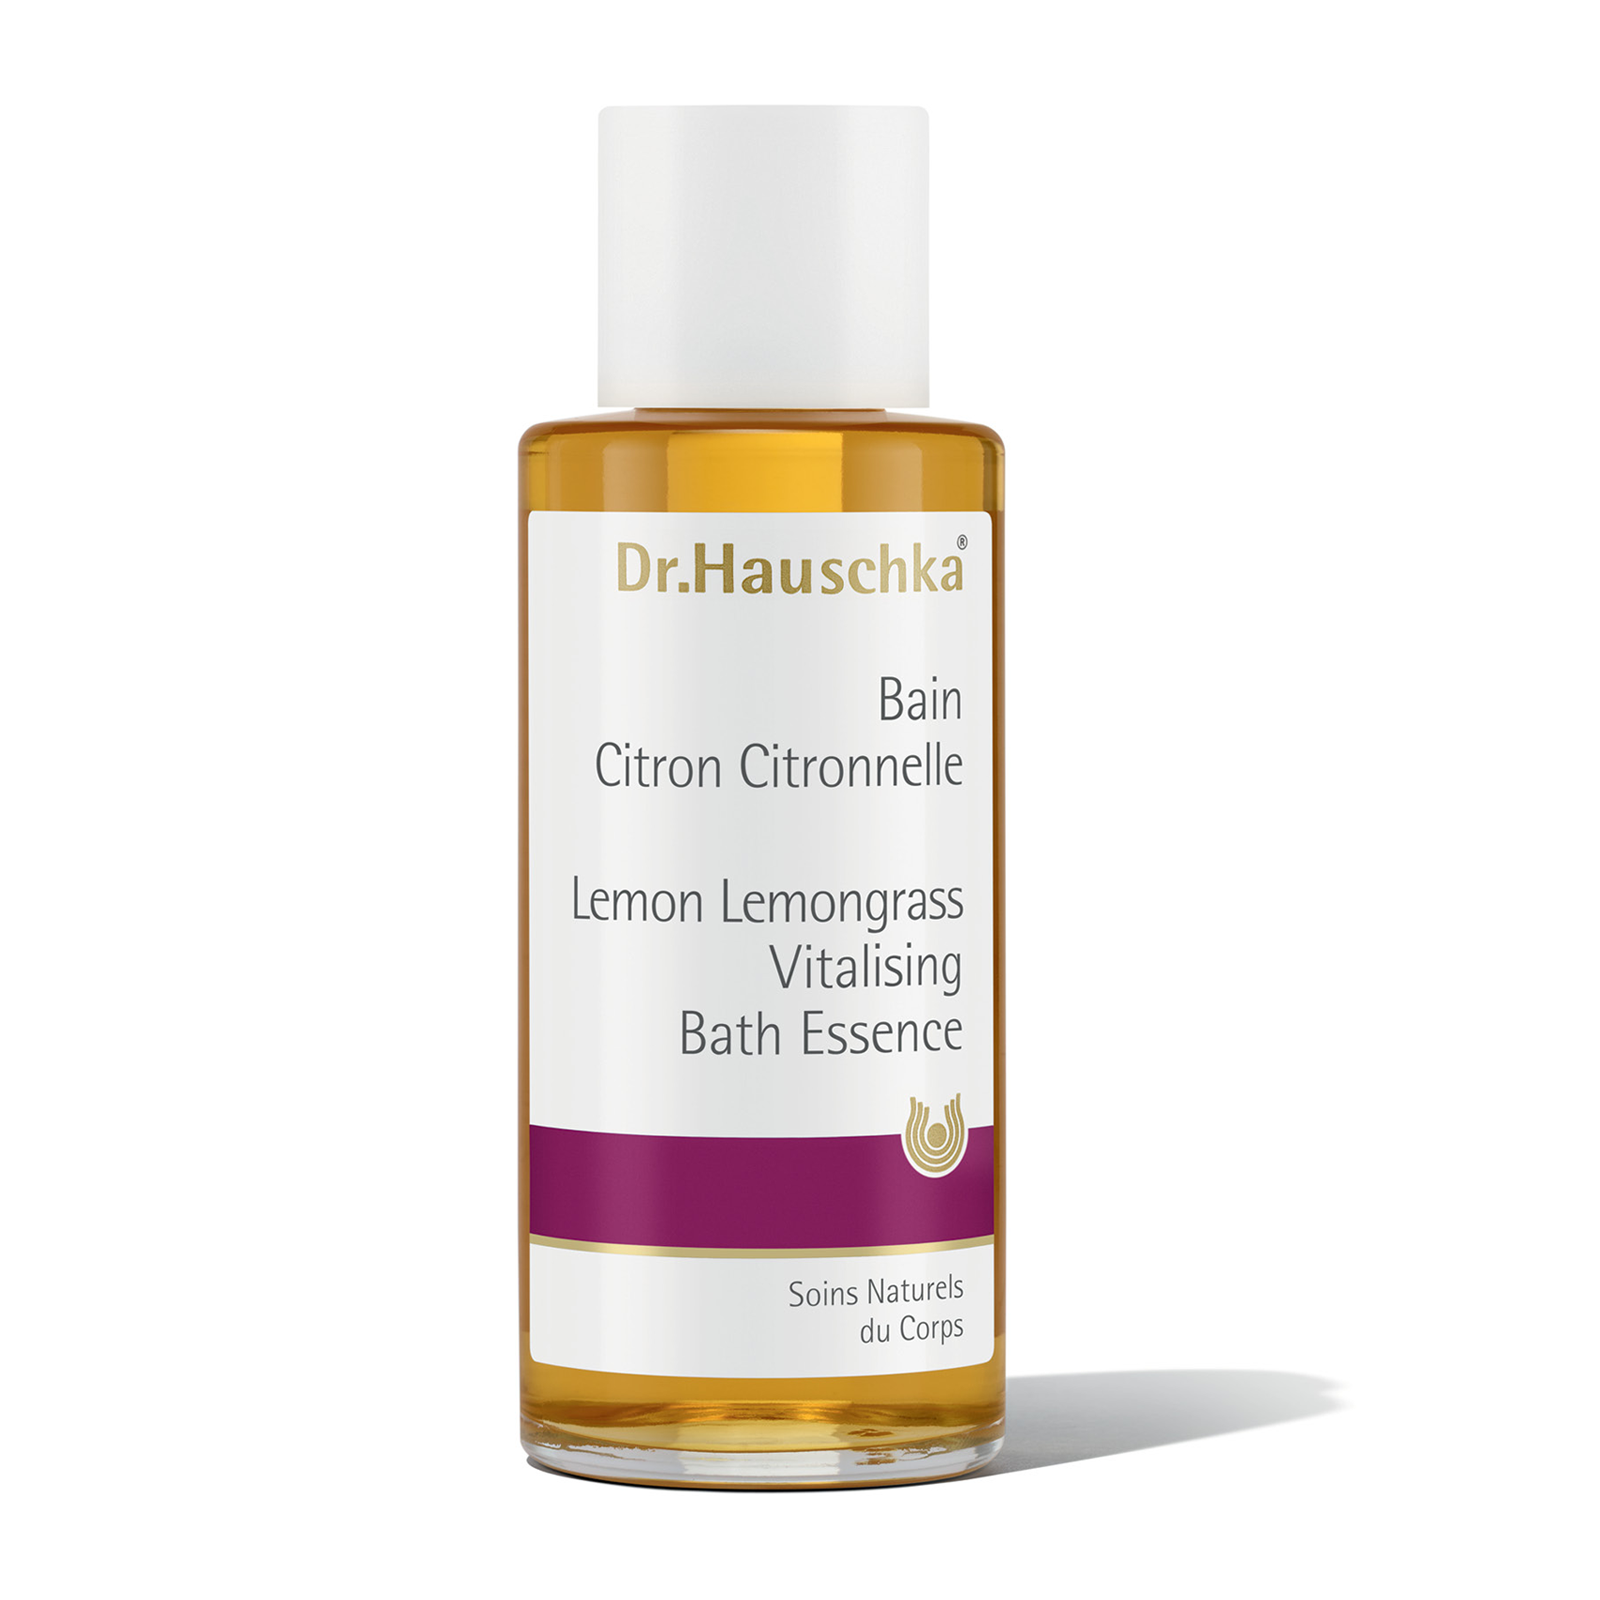 Dr.Hauschka®
Bain
Citron Citronnelle
Lemon Lemongrass
Vitalising
Bath Essence
Soins Naturels
du Corps